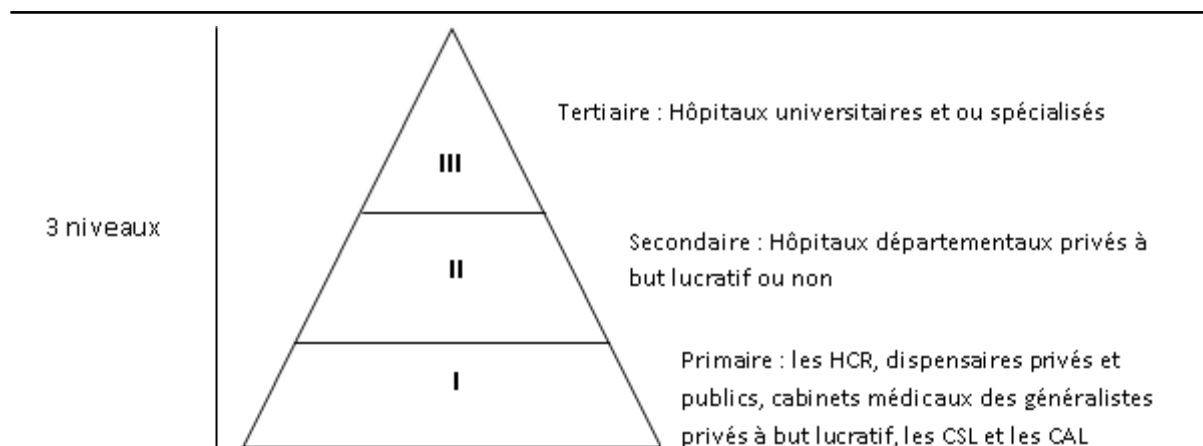 Tertiaire : Hôpitaux universitaires et ou spécialisés
III
3 niveaux
Secondaire : Hôpitaux départementaux privés à
but lucratif ou non
II
Primaire : les HCR, dispensaires privés et
publics, cabinets médicaux des généralistes
privés à but lucratif, les CSL et les CAL
I